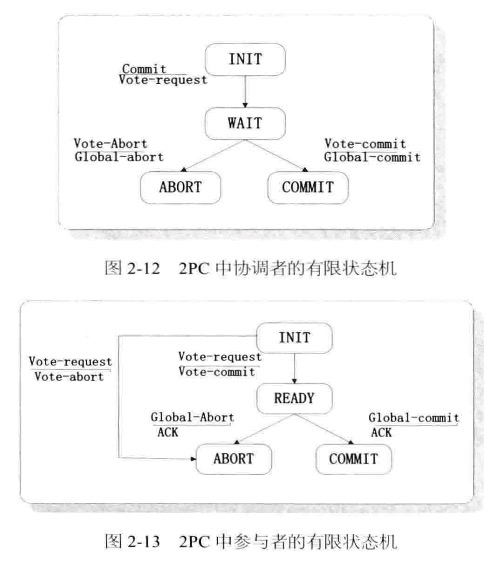 INIT
Commit
Vote-request
WAIT
Vote-Abort
Global-abort
Vote-commit
Global-commit
ABORT
COMMIT
图 2-12 2PC 中协调者的有限状态机
INIT
Vote-request
Vote-abort
Vote-request
Vote-commit
READY
Global-Abort
ACK
Global-commit
ACK
ABORT
COMMIT
图 2-13 2PC 中参与者的有限状态机